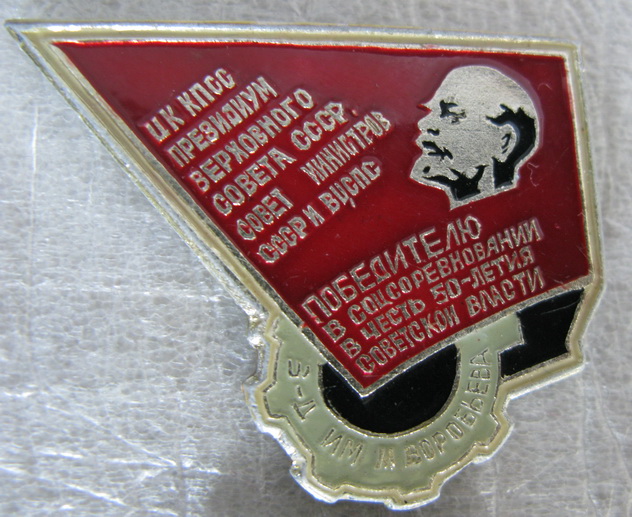 ЦК КПСС
ПРЕЗИДИУМ
ВЕРХОВНОГО
СОВЕТА СССР
СОВЕТ МИНИСТРОВ
СССР И ВЦСПС
ПОБЕДИТЕЛЮ
В СОЦСОРЕВНОВАНИИ
В ЧЕСТЬ 50-ЛЕТИЯ
СОВЕТСКОЙ ВЛАСТИ
ИМ ВОРОБЬЕВА